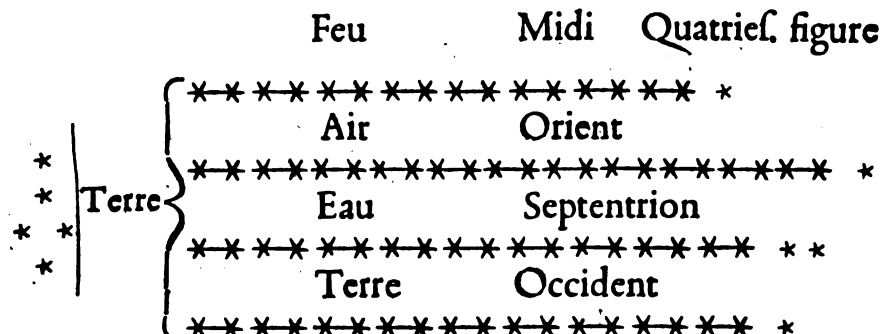 Feu Midi Quatrieſ. figure
Air Orient
Terre
Eau Septentrion
Terre Occident